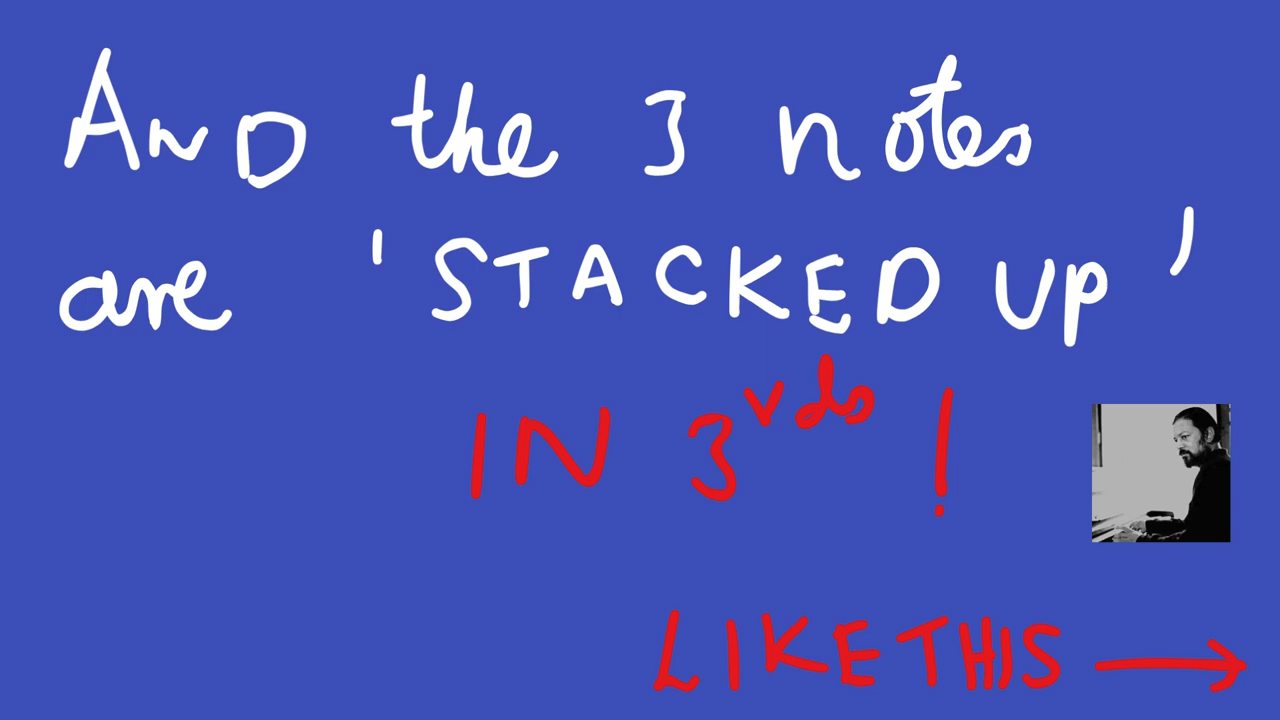 AND the 3 notes
are 'STACKED UP'
IN 3rds !
LIKE THIS →